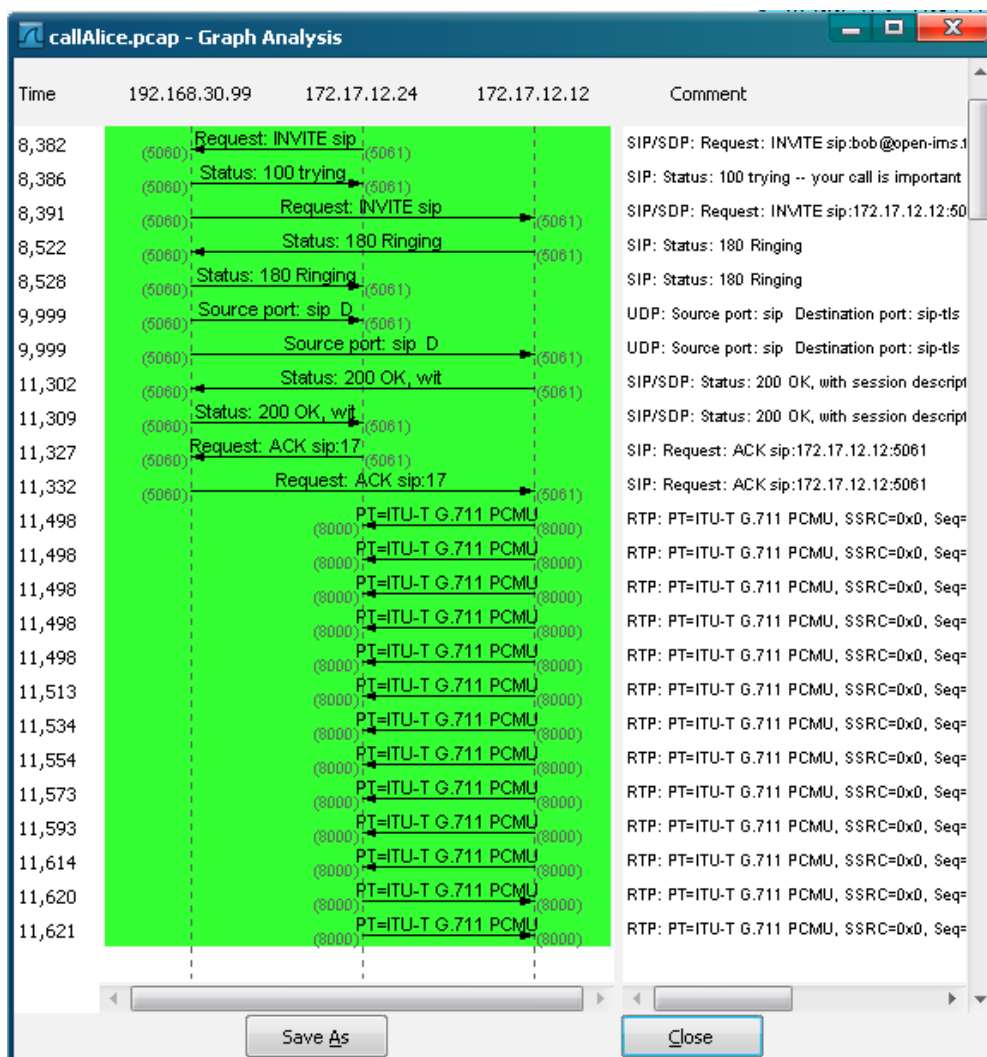 callAlice.pcap - Graph Analysis
Time 192.168.30.99 172.17.12.24 172.17.12.12 Comment
8,382 (5060) Request: INVITE sip (5061) SIP/SDP: Request: INVITE sip:bob@open-ims.t
8,386 (5060) Status: 100 trying (5061) SIP: Status: 100 trying -- your call is important
8,391 (5060) Request: INVITE sip (5061) SIP/SDP: Request: INVITE sip:172.17.12.12:50
8,522 (5060) Status: 180 Ringing (5061) SIP: Status: 180 Ringing
8,528 (5060) Status: 180 Ringing (5061) SIP: Status: 180 Ringing
9,999 (5060) Source port: sip D (5061) UDP: Source port: sip Destination port: sip-tls
9,999 (5060) Source port: sip D (5061) UDP: Source port: sip Destination port: sip-tls
11,302 (5060) Status: 200 OK, wit (5061) SIP/SDP: Status: 200 OK, with session descript
11,309 (5060) Status: 200 OK, wit (5061) SIP/SDP: Status: 200 OK, with session descript
11,327 (5060) Request: ACK sip:17 (5061) SIP: Request: ACK sip:172.17.12.12:5061
11,332 (5060) Request: ACK sip:17 (5061) SIP: Request: ACK sip:172.17.12.12:5061
11,498 (8000) PT=ITU-T G.711 PCMU (8000) RTP: PT=ITU-T G.711 PCMU, SSRC=0x0, Seq=
11,498 (8000) PT=ITU-T G.711 PCMU (8000) RTP: PT=ITU-T G.711 PCMU, SSRC=0x0, Seq=
11,498 (8000) PT=ITU-T G.711 PCMU (8000) RTP: PT=ITU-T G.711 PCMU, SSRC=0x0, Seq=
11,498 (8000) PT=ITU-T G.711 PCMU (8000) RTP: PT=ITU-T G.711 PCMU, SSRC=0x0, Seq=
11,498 (8000) PT=ITU-T G.711 PCMU (8000) RTP: PT=ITU-T G.711 PCMU, SSRC=0x0, Seq=
11,513 (8000) PT=ITU-T G.711 PCMU (8000) RTP: PT=ITU-T G.711 PCMU, SSRC=0x0, Seq=
11,534 (8000) PT=ITU-T G.711 PCMU (8000) RTP: PT=ITU-T G.711 PCMU, SSRC=0x0, Seq=
11,554 (8000) PT=ITU-T G.711 PCMU (8000) RTP: PT=ITU-T G.711 PCMU, SSRC=0x0, Seq=
11,573 (8000) PT=ITU-T G.711 PCMU (8000) RTP: PT=ITU-T G.711 PCMU, SSRC=0x0, Seq=
11,593 (8000) PT=ITU-T G.711 PCMU (8000) RTP: PT=ITU-T G.711 PCMU, SSRC=0x0, Seq=
11,614 (8000) PT=ITU-T G.711 PCMU (8000) RTP: PT=ITU-T G.711 PCMU, SSRC=0x0, Seq=
11,620 (8000) PT=ITU-T G.711 PCMU (8000) RTP: PT=ITU-T G.711 PCMU, SSRC=0x0, Seq=
11,621 (8000) PT=ITU-T G.711 PCMU (8000) RTP: PT=ITU-T G.711 PCMU, SSRC=0x0, Seq=
Save As Close